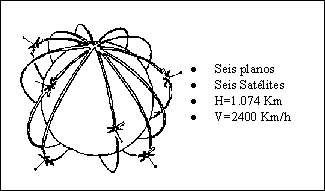 Seis planos
Seis Satélites
H=1.074 Km
V=2400 Km/h